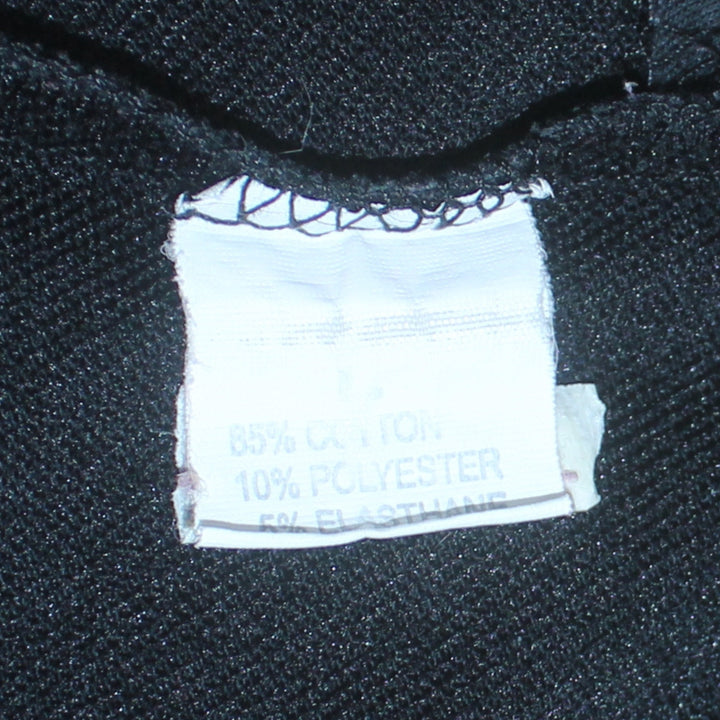 85% COTTON
10% POLYESTER
5% ELASTHANE